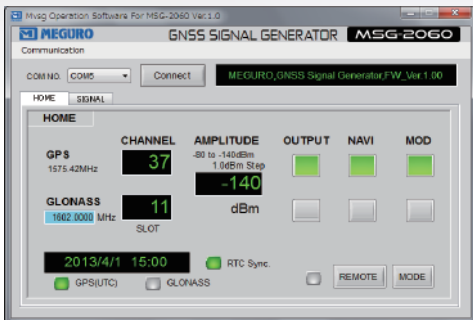 Mvsg Operation Software For MSG-2060 Ver.1.0
MEGURO GNSS SIGNAL GENERATOR MSG-2060
Communication
COM NO. COM5 Connect MEGURO,GNSS Signal Generator,FW_Ver.1.00
HOME SIGNAL
HOME
CHANNEL AMPLITUDE OUTPUT NAVI MOD
GPS 37 -80 to -140dBm
1575.42MHz 1.0dBm Step
-140
GLONASS 11 dBm
1602.0000 MHz
SLOT
2013/4/1 15:00 RTC Sync.
GPS(UTC) GLONASS REMOTE MODE